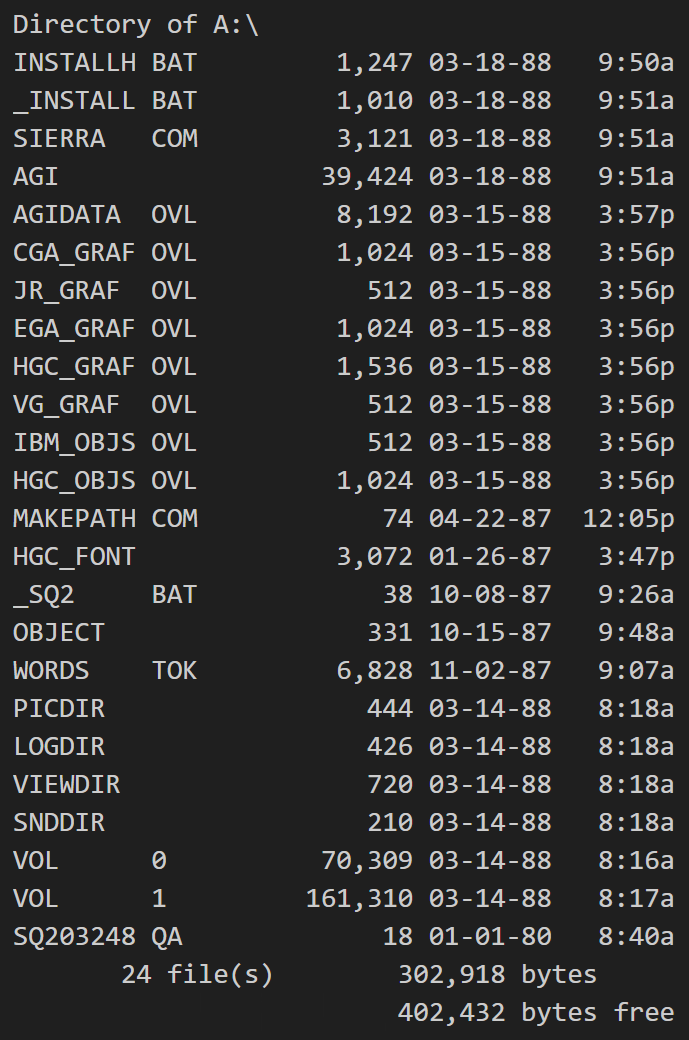 Directory of A:\
INSTALLH BAT         1,247 03-18-88   9:50a
_INSTALL BAT         1,010 03-18-88   9:51a
SIERRA   COM         3,121 03-18-88   9:51a
AGI                 39,424 03-18-88   9:51a
AGIDATA  OVL         8,192 03-15-88   3:57p
CGA_GRAF OVL         1,024 03-15-88   3:56p
JR_GRAF  OVL           512 03-15-88   3:56p
EGA_GRAF OVL         1,024 03-15-88   3:56p
HGC_GRAF OVL         1,536 03-15-88   3:56p
VG_GRAF  OVL           512 03-15-88   3:56p
IBM_OBJS OVL           512 03-15-88   3:56p
HGC_OBJS OVL         1,024 03-15-88   3:56p
MAKEPATH COM            74 04-22-87  12:05p
HGC_FONT             3,072 01-26-87   3:47p
_SQ2     BAT            38 10-08-87   9:26a
OBJECT                 331 10-15-87   9:48a
WORDS    TOK         6,828 11-02-87   9:07a
PICDIR                 444 03-14-88   8:18a
LOGDIR                 426 03-14-88   8:18a
VIEWDIR                720 03-14-88   8:18a
SNDDIR                 210 03-14-88   8:18a
VOL      0          70,309 03-14-88   8:16a
VOL      1         161,310 03-14-88   8:17a
SQ203248 QA             18 01-01-80   8:40a
       24 file(s)        302,918 bytes
                         402,432 bytes free